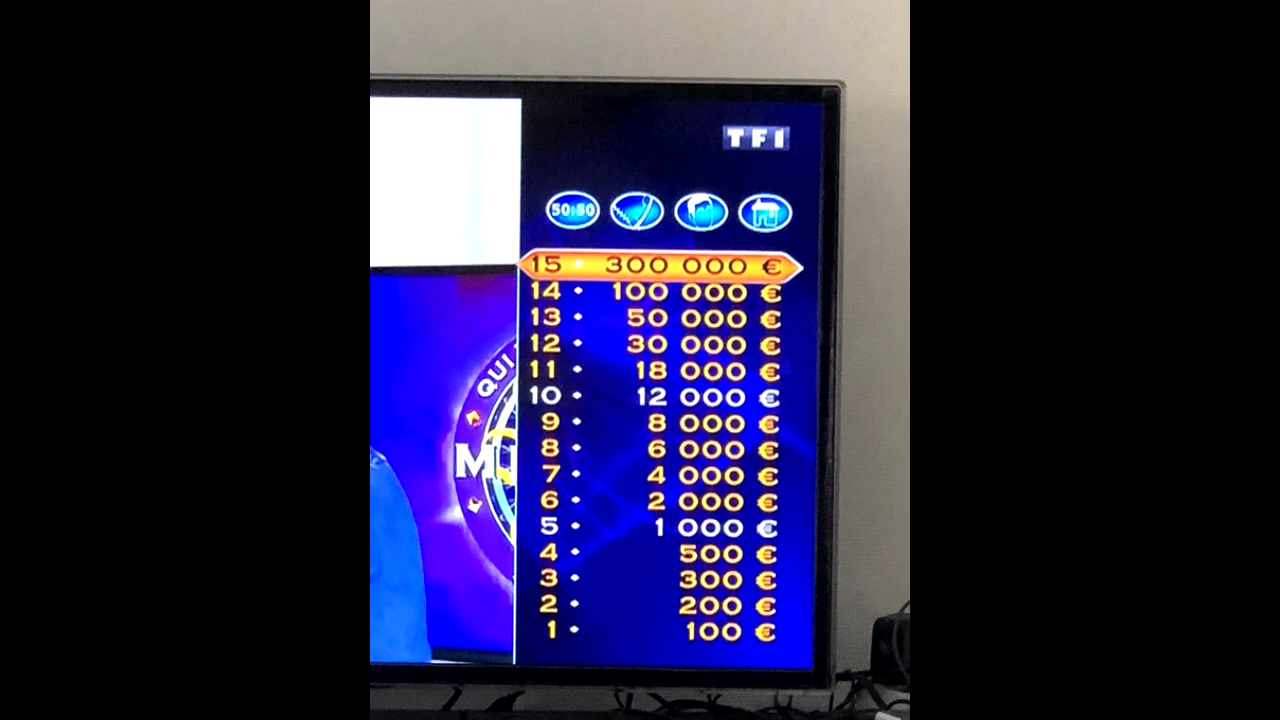 TF1
50:50
15 • 300 000 €
14 • 100 000 €
13 • 50 000 €
12 • 30 000 €
11 • 18 000 €
10 • 12 000 €
9 • 8 000 €
8 • 6 000 €
7 • 4 000 €
6 • 2 000 €
5 • 1 000 €
4 • 500 €
3 • 300 €
2 • 200 €
1 • 100 €
QUI